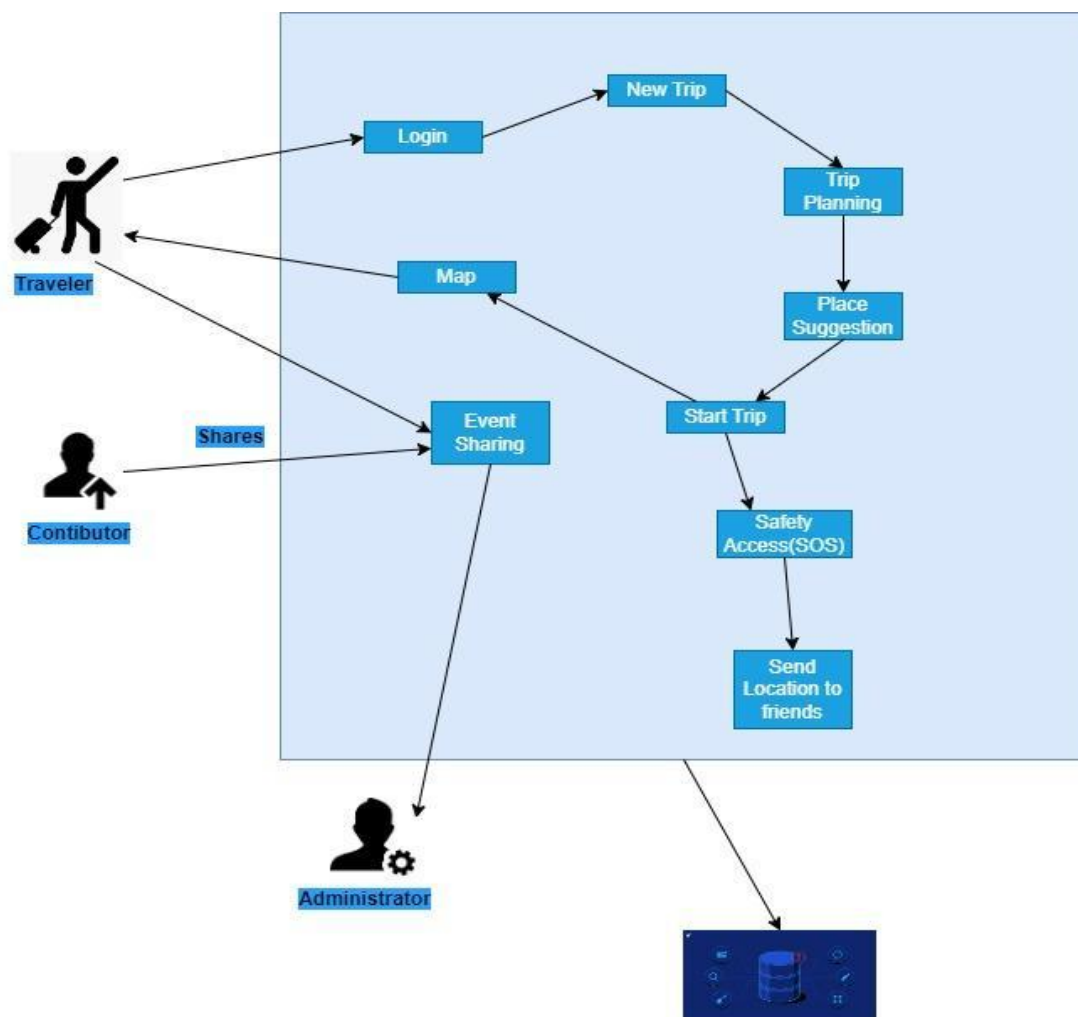 New Trip
Login
Trip
Planning
Traveler
Map
Place
Suggestion
Event
Sharing
Start Trip
Shares
Contibutor
Safety
Access(SOS)
Send
Location to
friends
Administrator